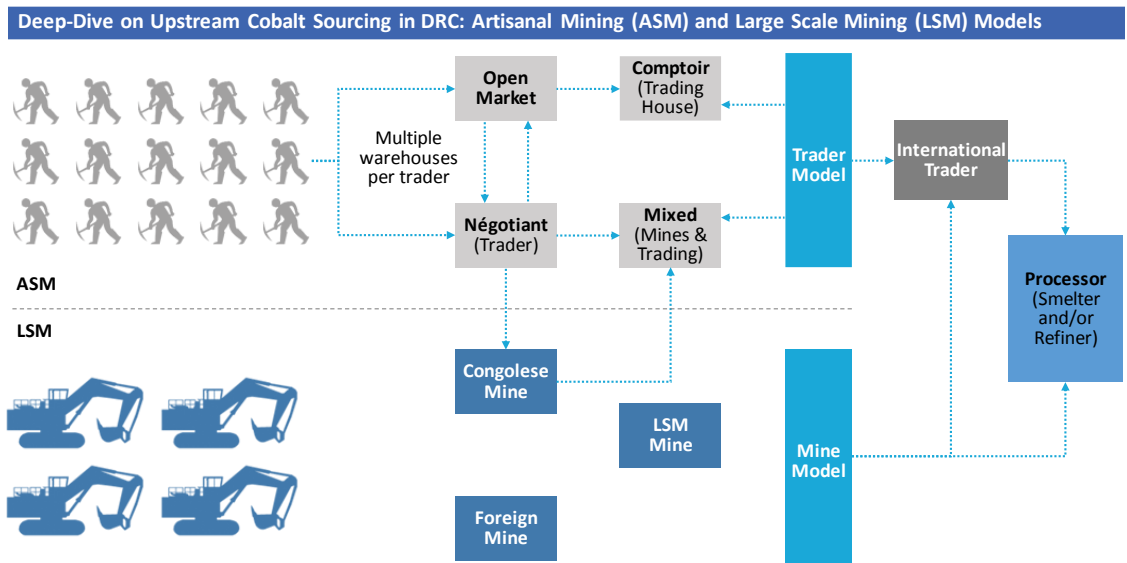 Deep-Dive on Upstream Cobalt Sourcing in DRC: Artisanal Mining (ASM) and Large Scale Mining (LSM) Models
Open
Market
Comptoir
(Trading
House)
Multiple
warehouses
per trader
Trader
Model
International
Trader
Négotiant
(Trader)
Mixed
(Mines &
Trading)
ASM
Processor
(Smelter
and/or
Refiner)
LSM
Congolese
Mine
LSM
Mine
Mine
Model
Foreign
Mine